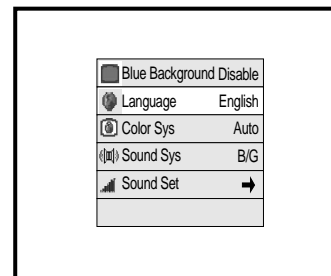 Blue Background Disable
Language English
Color Sys Auto
Sound Sys B/G
Sound Set